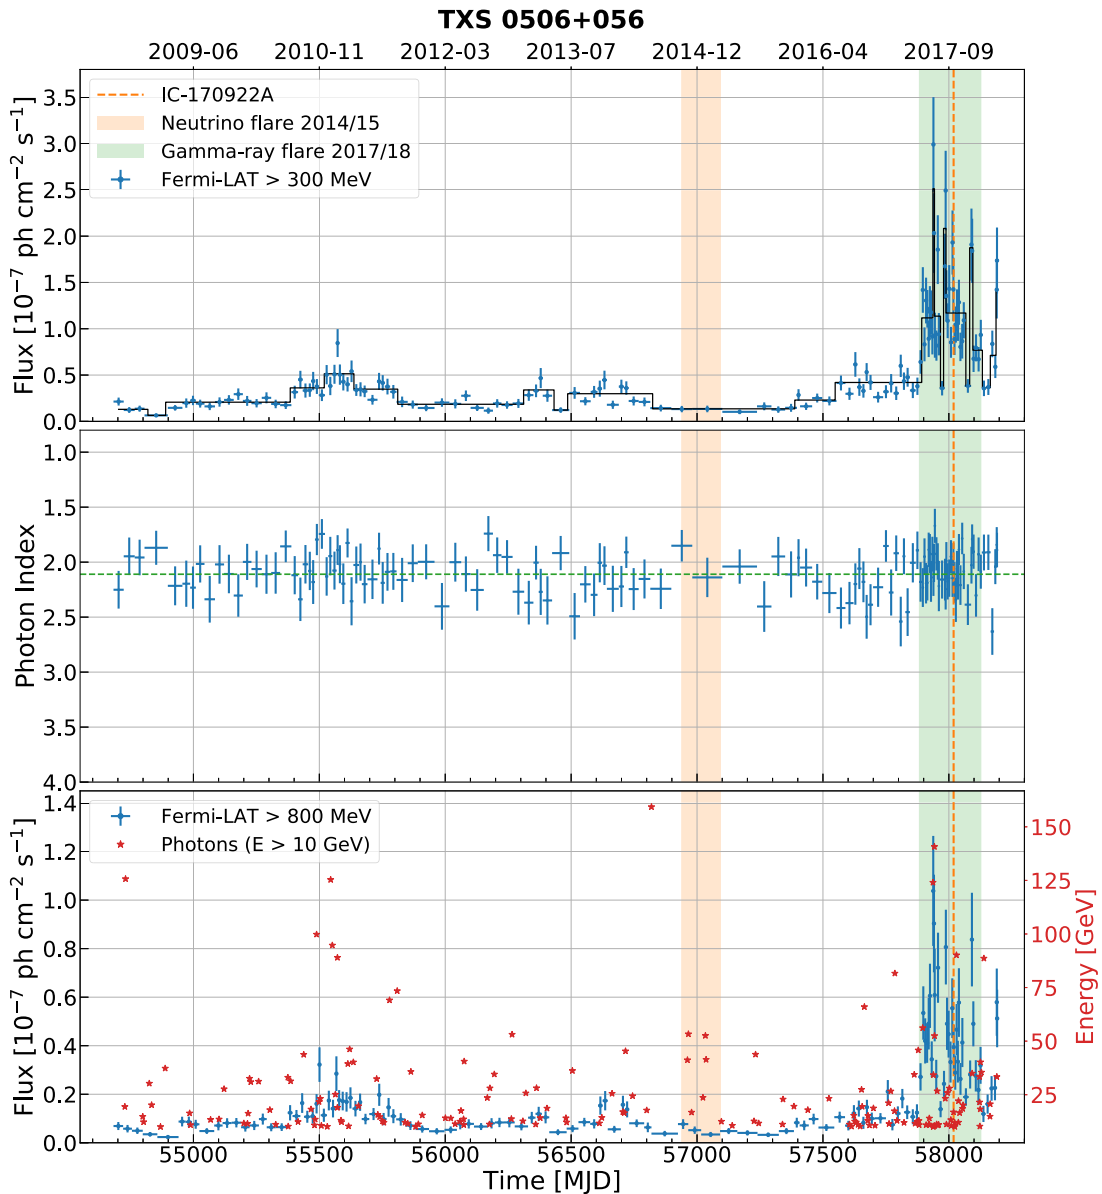 TXS 0506+056
2009-06 2010-11 2012-03 2013-07 2014-12 2016-04 2017-09
IC-170922A
Neutrino flare 2014/15
Gamma-ray flare 2017/18
Fermi-LAT > 300 MeV
Flux [10⁻⁷ ph cm⁻² s⁻¹]
3.5
3.0
2.5
2.0
1.5
1.0
0.5
0.0
Photon Index
1.0
1.5
2.0
2.5
3.0
3.5
4.0
Fermi-LAT > 800 MeV
Photons (E > 10 GeV)
Flux [10⁻⁷ ph cm⁻² s⁻¹]
1.4
1.2
1.0
0.8
0.6
0.4
0.2
0.0
150
125
100
75
50
25
Energy [GeV]
55000 55500 56000 56500 57000 57500 58000
Time [MJD]